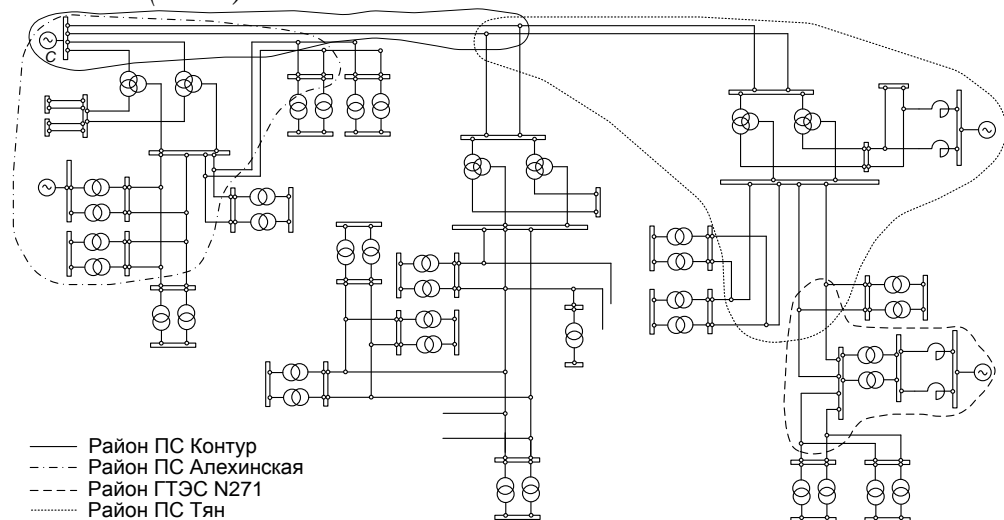 C
Район ПС Контур
Район ПС Алехинская
Район ГТЭС N271
Район ПС Тян